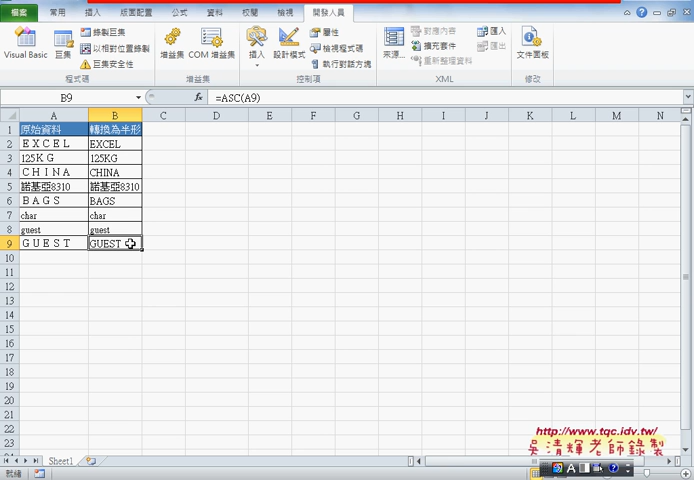 檔案 常用 插入 版面配置 公式 資料 校閱 檢視 開發人員
Visual Basic 巨集 錄製巨集 以相對位置錄製 巨集安全性
增益集 COM 增益集
插入 設計模式 屬性 檢視程式碼 執行對話方塊
來源... 對應內容 擴充套件 重新整理資料 匯入 匯出
文件面板
程式碼 增益集 控制項 XML 修改
B9 fx =ASC(A9)
A B C D E F G H I J K L M N
1 原始資料 轉換為半形
2 ＥＸＣＥＬ EXCEL
3 125ＫＧ 125KG
4 ＣＨＩＮＡ CHINA
5 諾基亞8310 諾基亞8310
6 ＢＡＧＳ BAGS
7 char char
8 guest guest
9 ＧＵＥＳＴ GUEST
10
11
12
13
14
15
16
17
18
19
20
21
22
23
http://www.tqc.idv.tw/
吳清輝老師錄製
Sheet1
就緒